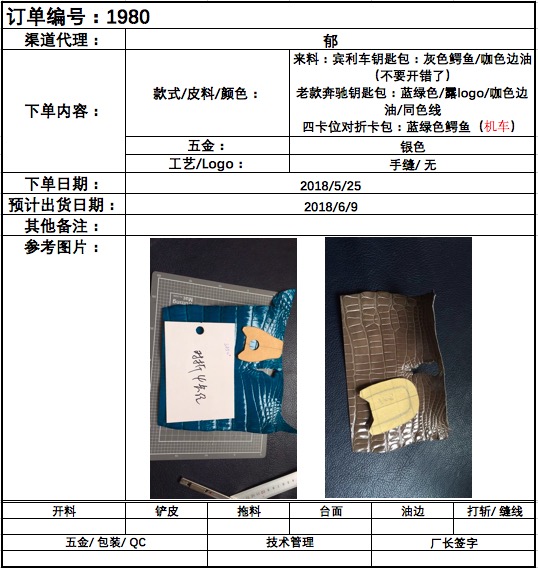 订单编号：1980
渠道代理：
郁
下单内容：
款式/皮料/颜色：
来料：宾利车钥匙包：灰色鳄鱼/咖色边油
（不要开错了）
老款奔驰钥匙包：蓝绿色/露logo/咖色边
油/同色线
四卡位对折卡包：蓝绿色鳄鱼（机车）
五金：
银色
工艺/Logo：
手缝/ 无
下单日期：
2018/5/25
预计出货日期：
2018/6/9
其他备注：
参考图片：
对折
开料
铲皮
拖料
台面
油边
打斩/ 缝线
五金/ 包装/ QC
技术管理
厂长签字